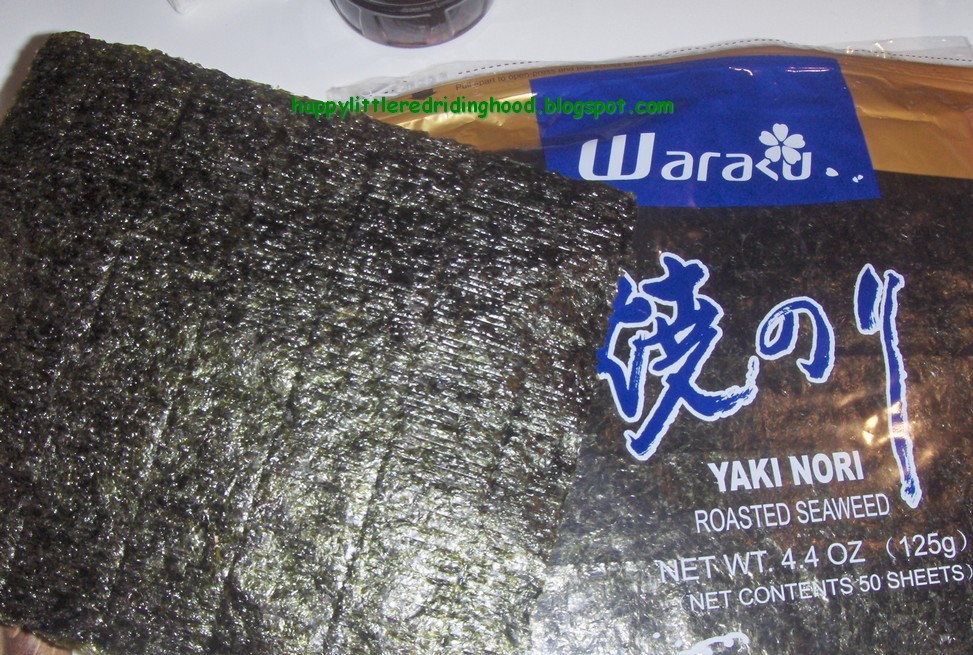 happylittleredridinghood.blogspot.com
Waraku
焼のり
YAKI NORI
ROASTED SEAWEED
NET WT. 4.4 OZ (125g)
(NET CONTENTS 50 SHEETS)